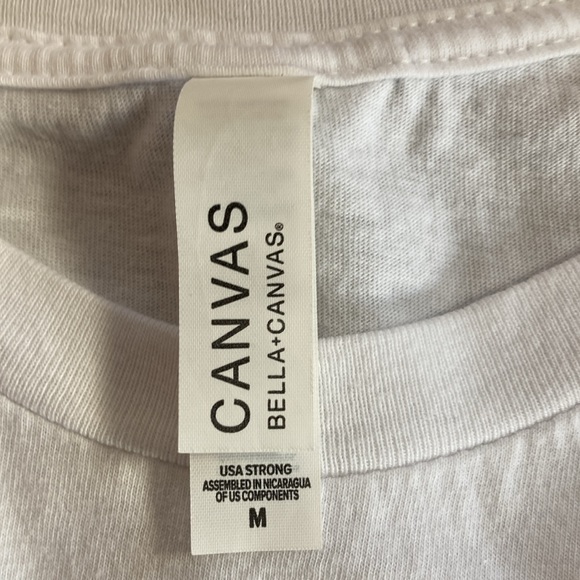 CANVAS
BELLA+CANVAS®
USA STRONG
ASSEMBLED IN NICARAGUA
OF US COMPONENTS
M